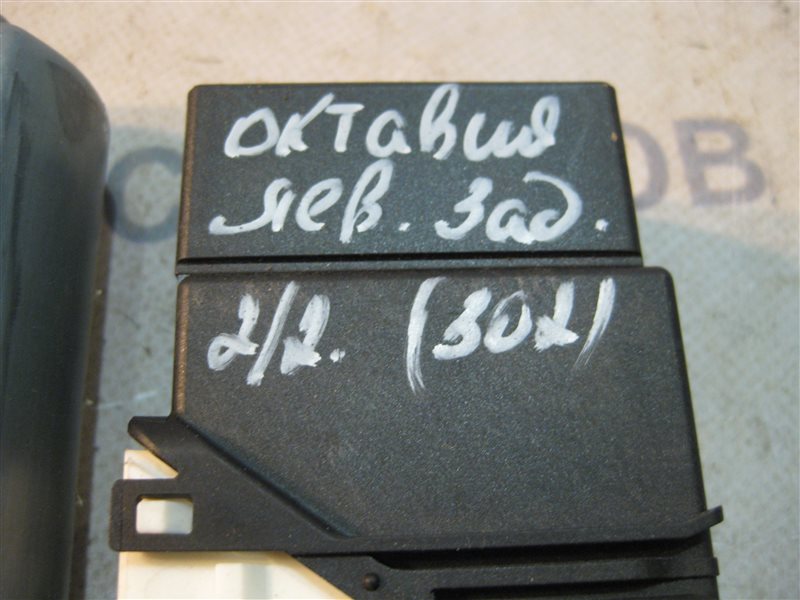 октавия
лев. зад.
2/2. (302)